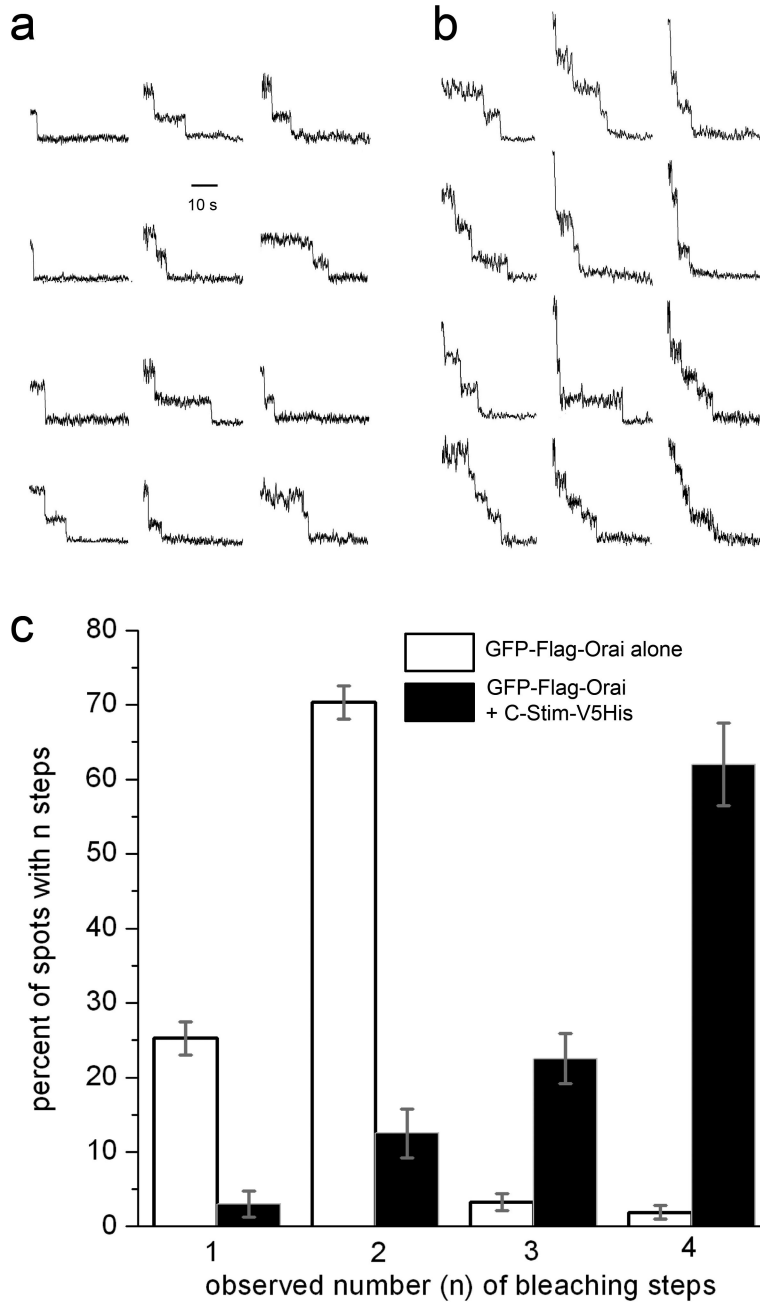 a
b
10 s
c
GFP-Flag-Orai alone
GFP-Flag-Orai
+ C-Stim-V5His
percent of spots with n steps
80
70
60
50
40
30
20
10
0
1 2 3 4
observed number (n) of bleaching steps